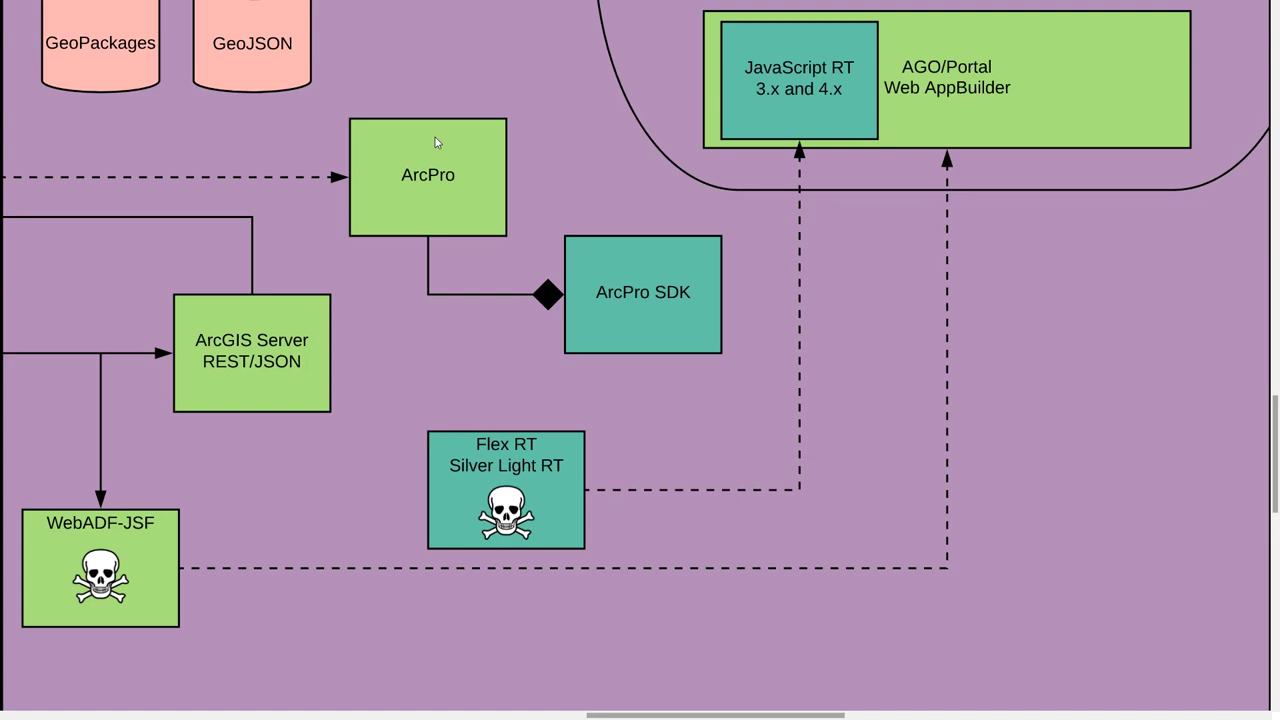 GeoPackages
GeoJSON
JavaScript RT
3.x and 4.x
AGO/Portal
Web AppBuilder
ArcPro
ArcPro SDK
ArcGIS Server
REST/JSON
Flex RT
Silver Light RT
WebADF-JSF